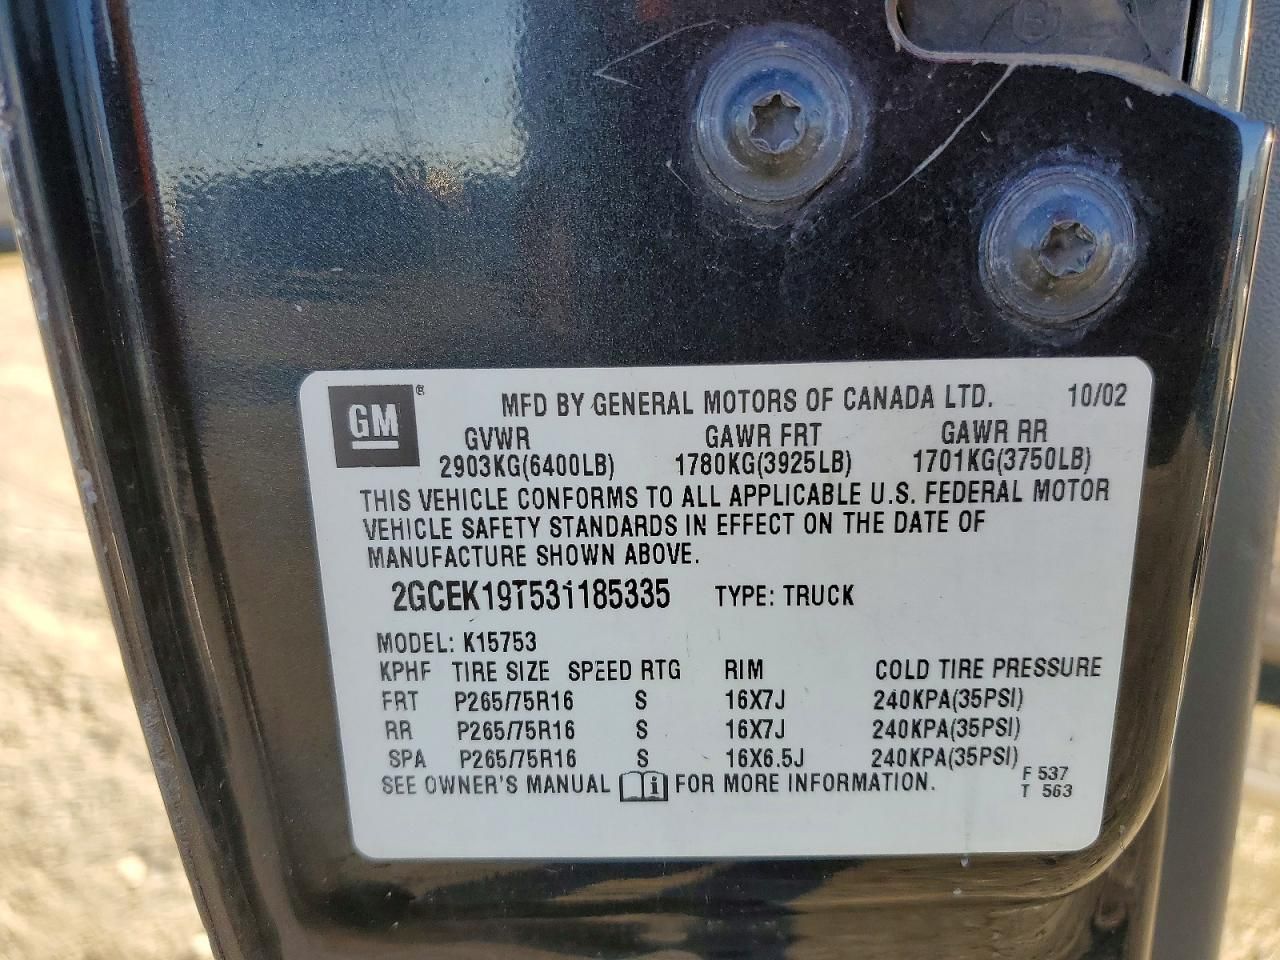 GM ® MFD BY GENERAL MOTORS OF CANADA LTD. 10/02
GVWR GAWR FRT GAWR RR
2903KG(6400LB) 1780KG(3925LB) 1701KG(3750LB)
THIS VEHICLE CONFORMS TO ALL APPLICABLE U.S. FEDERAL MOTOR
VEHICLE SAFETY STANDARDS IN EFFECT ON THE DATE OF
MANUFACTURE SHOWN ABOVE.
2GCEK19T531185335 TYPE: TRUCK
MODEL: K15753
KPHF TIRE SIZE SPEED RTG RIM COLD TIRE PRESSURE
FRT P265/75R16 S 16X7J 240KPA(35PSI)
RR P265/75R16 S 16X7J 240KPA(35PSI)
SPA P265/75R16 S 16X6.5J 240KPA(35PSI)
SEE OWNER'S MANUAL i FOR MORE INFORMATION.
F 537
T 563